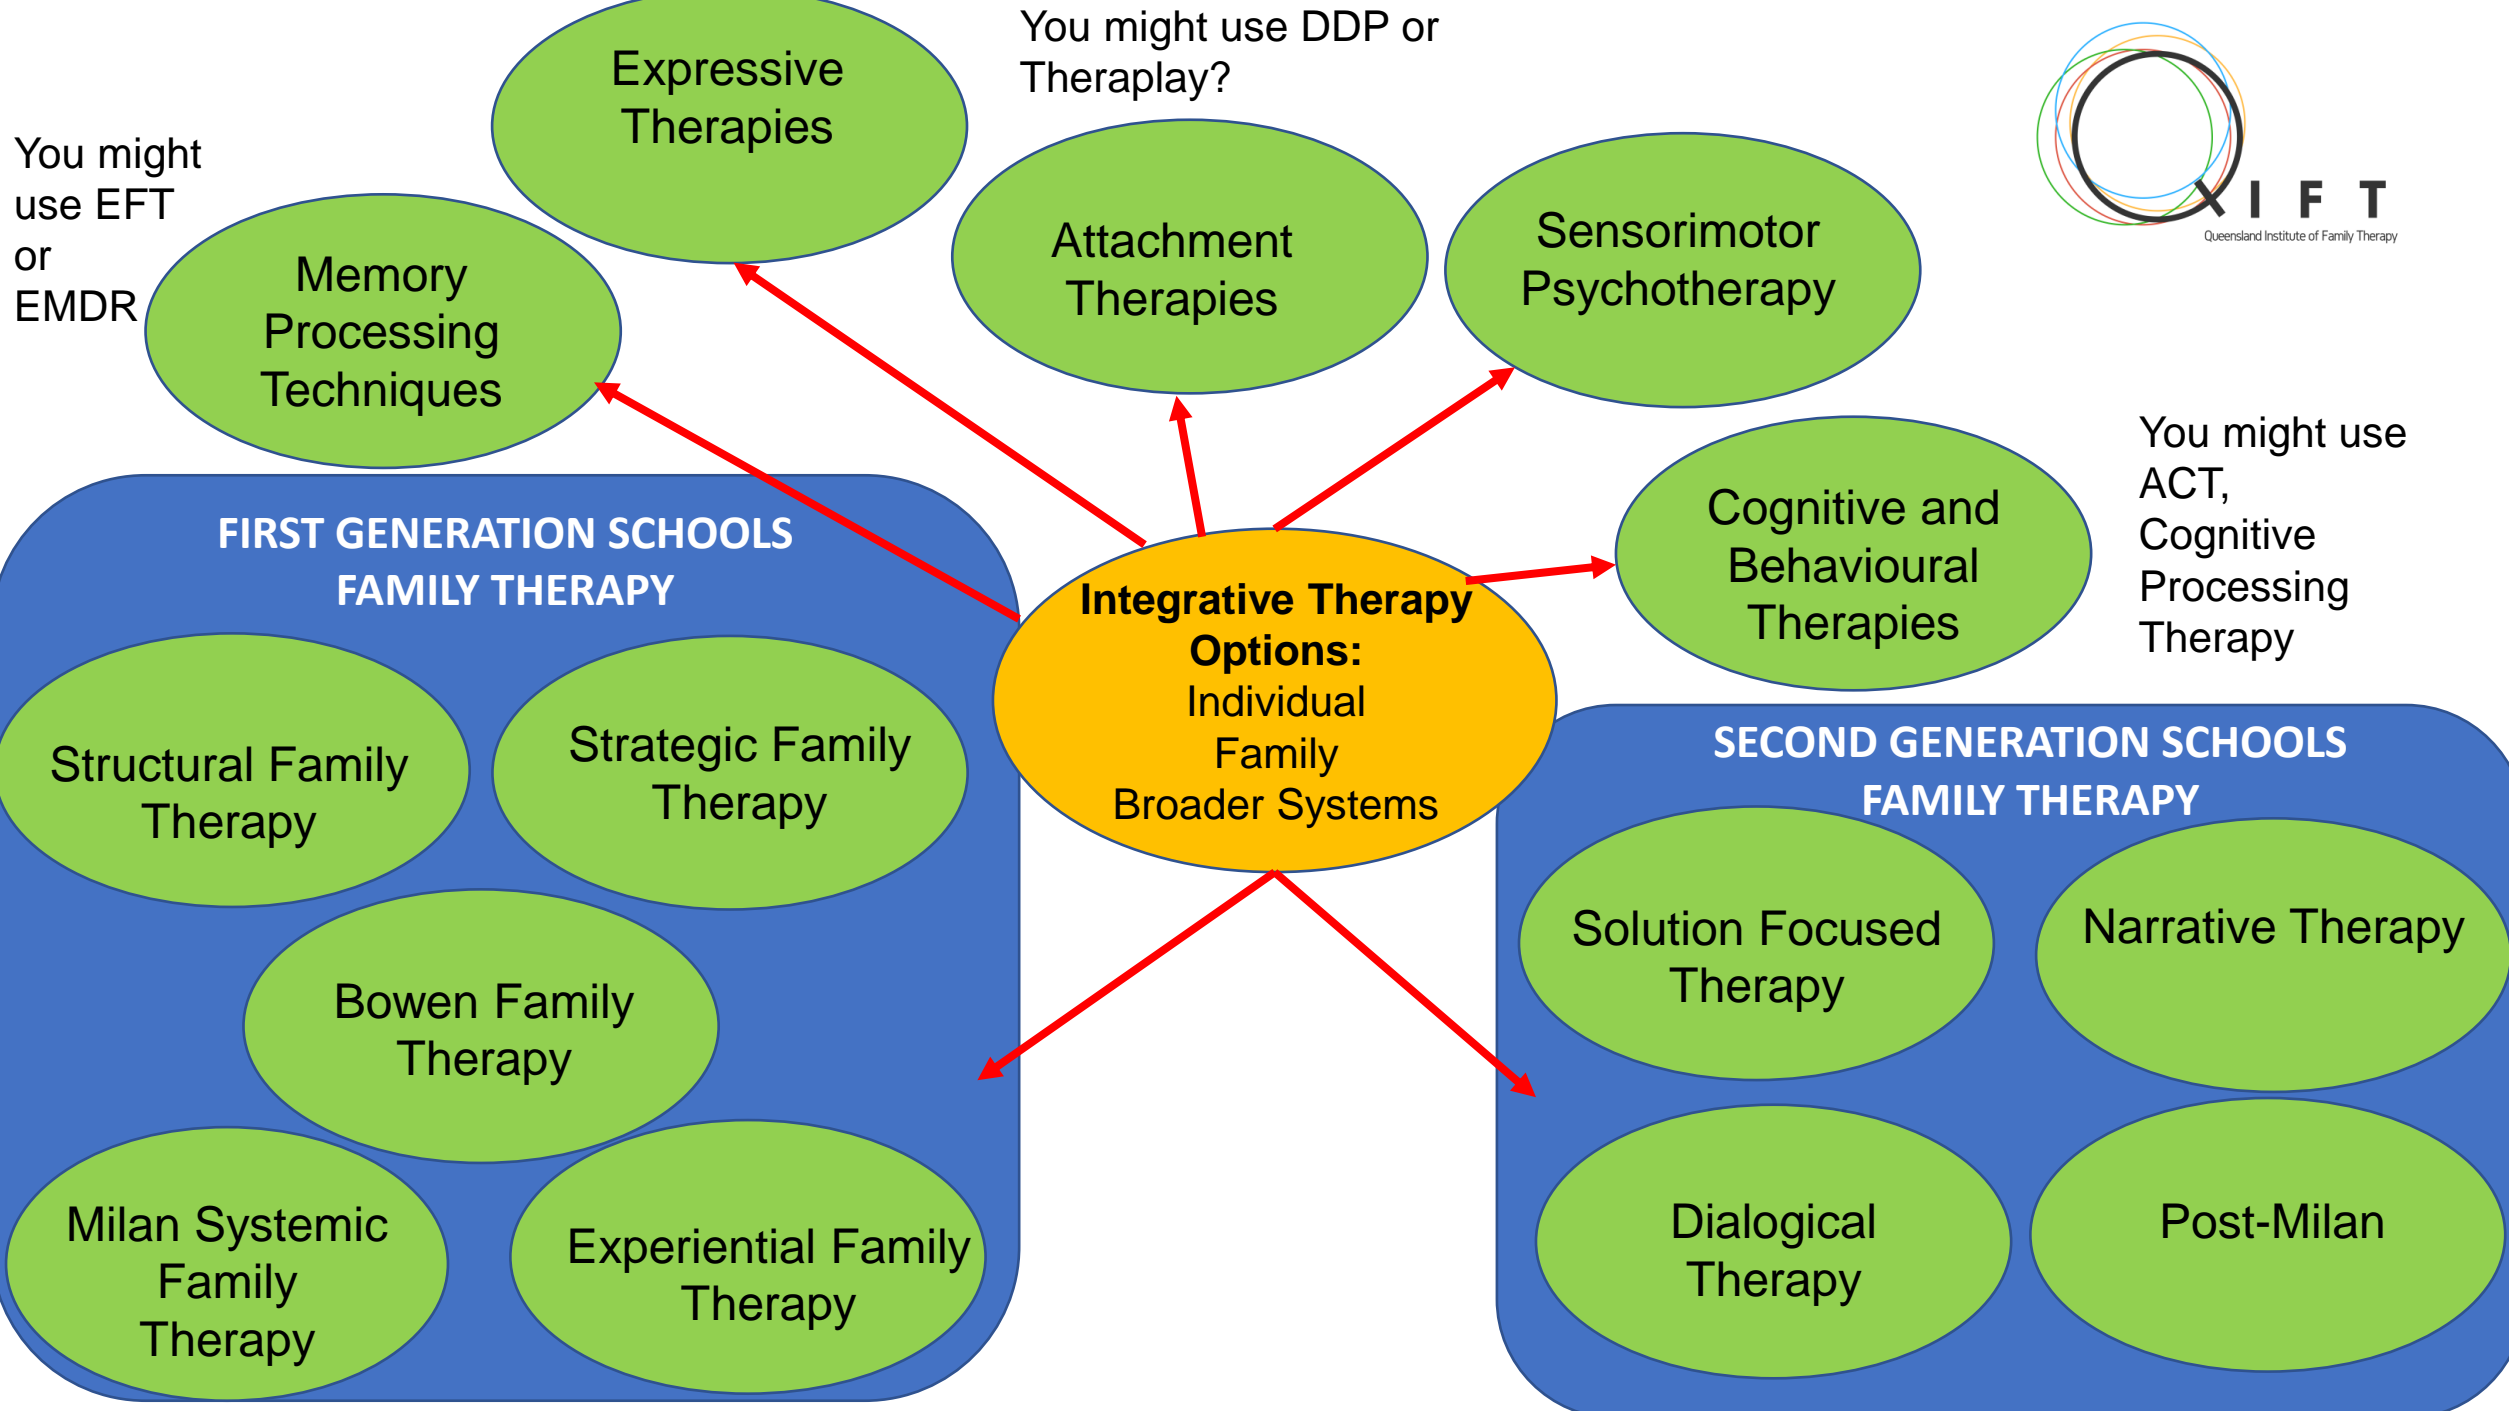 You might use DDP or
Theraplay?
Expressive
Therapies
You might
use EFT
or
EMDR
Memory
Processing
Techniques
Attachment
Therapies
Sensorimotor
Psychotherapy
Q I F T
Queensland Institute of Family Therapy
Cognitive and
Behavioural
Therapies
You might use
ACT,
Cognitive
Processing
Therapy
Integrative Therapy
Options:
Individual
Family
Broader Systems
FIRST GENERATION SCHOOLS
FAMILY THERAPY
Structural Family
Therapy
Strategic Family
Therapy
Bowen Family
Therapy
Milan Systemic
Family
Therapy
Experiential Family
Therapy
SECOND GENERATION SCHOOLS
FAMILY THERAPY
Solution Focused
Therapy
Narrative Therapy
Dialogical
Therapy
Post-Milan